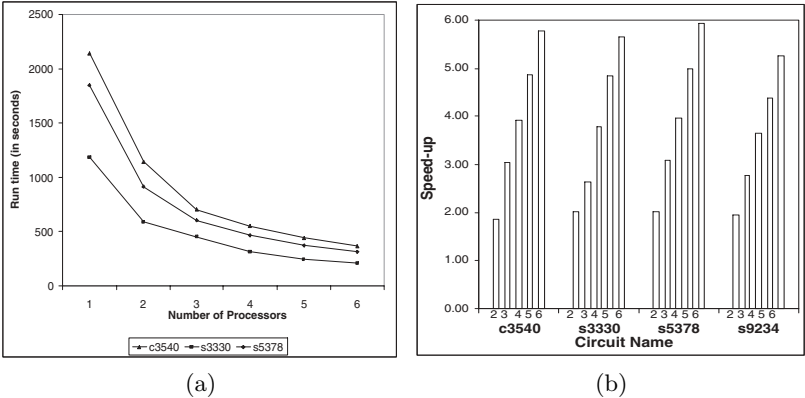 2500
2000
1500
1000
500
0
Run time (in seconds)
1 2 3 4 5 6
Number of Processors
c3540 s3330 s5378
(a)
6.00
5.00
4.00
3.00
2.00
1.00
0.00
Speed-up
2 3 4 5 6 2 3 4 5 6 2 3 4 5 6 2 3 4 5 6
c3540 s3330 s5378 s9234
Circuit Name
(b)